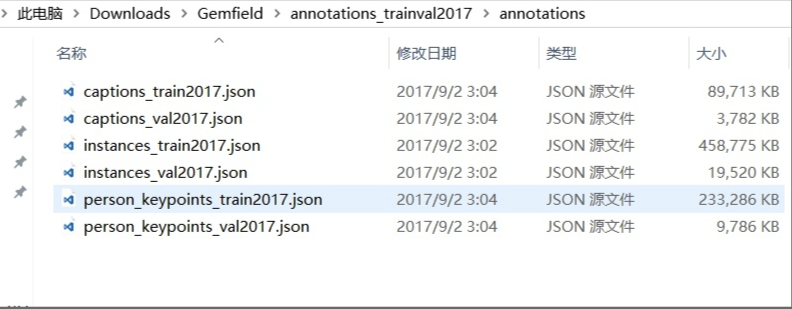 此电脑 > Downloads > Gemfield > annotations_trainval2017 > annotations
名称 修改日期 类型 大小
captions_train2017.json 2017/9/2 3:04 JSON 源文件 89,713 KB
captions_val2017.json 2017/9/2 3:04 JSON 源文件 3,782 KB
instances_train2017.json 2017/9/2 3:02 JSON 源文件 458,775 KB
instances_val2017.json 2017/9/2 3:02 JSON 源文件 19,520 KB
person_keypoints_train2017.json 2017/9/2 3:04 JSON 源文件 233,286 KB
person_keypoints_val2017.json 2017/9/2 3:04 JSON 源文件 9,786 KB